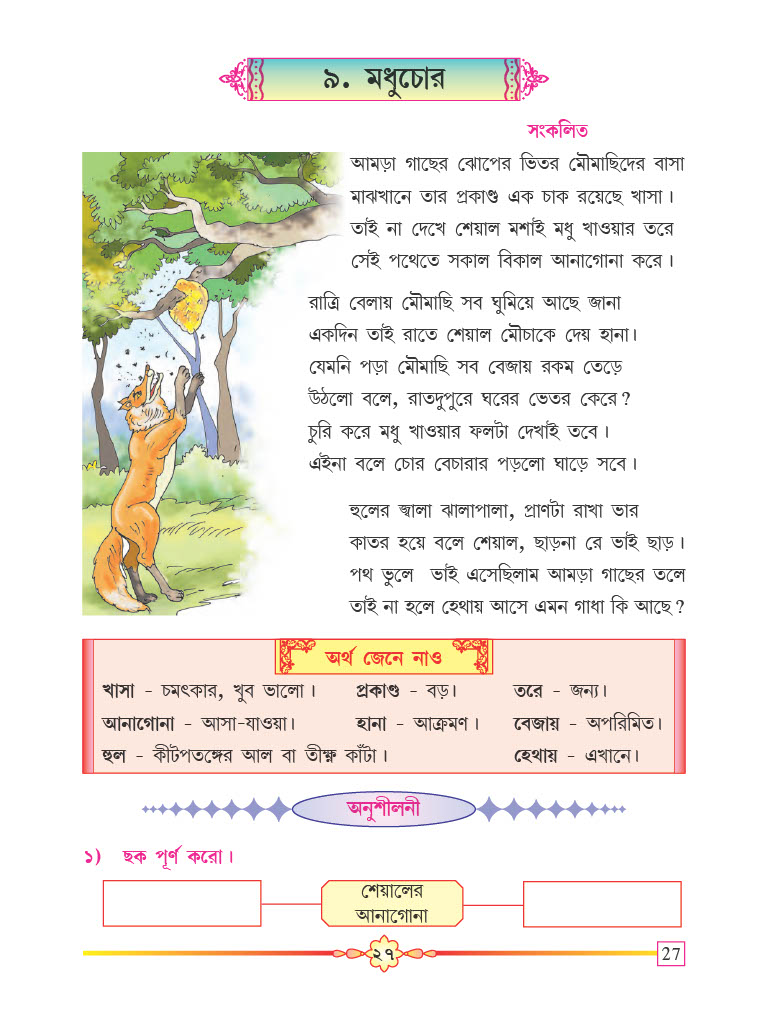 ৯. মধুচোর
সংকলিত
আমড়া গাছের ঝোপের ভিতর মৌমাছিদের বাসা
মাঝখানে তার প্রকাণ্ড এক চাক রয়েছে খাসা।
তাই না দেখে শেয়াল মশাই মধু খাওয়ার তরে
সেই পথেতে সকাল বিকাল আনাগোনা করে।
রাত্রি বেলায় মৌমাছি সব ঘুমিয়ে আছে জানা
একদিন তাই রাতে শেয়াল মৌচাকে দেয় হানা।
যেমনি পড়া মৌমাছি সব বেজায় রকম তেড়ে
উঠলো বলে, রাতদুপুরে ঘরের ভেতর কেরে?
চুরি করে মধু খাওয়ার ফলটা দেখাই তবে।
এইনা বলে চোর বেচারার পড়লো ঘাড়ে সবে।
হুলের জ্বালা ঝালাপালা, প্রাণটা রাখা ভার
কাতর হয়ে বলে শেয়াল, ছাড়না রে ভাই ছাড়।
পথ ভুলে ভাই এসেছিলাম আমড়া গাছের তলে
তাই না হলে হেথায় আসে এমন গাধা কি আছে?
অর্থ জেনে নাও
খাসা - চমৎকার, খুব ভালো। প্রকাণ্ড - বড়। তরে - জন্য।
আনাগোনা - আসা-যাওয়া। হানা - আক্রমণ। বেজায় - অপরিমিত।
হুল - কীটপতঙ্গের আল বা তীক্ষ্ণ কাঁটা। হেথায় - এখানে।
অনুশীলনী
১) ছক পূর্ণ করো।
শেয়ালের
আনাগোনা
২৭
27